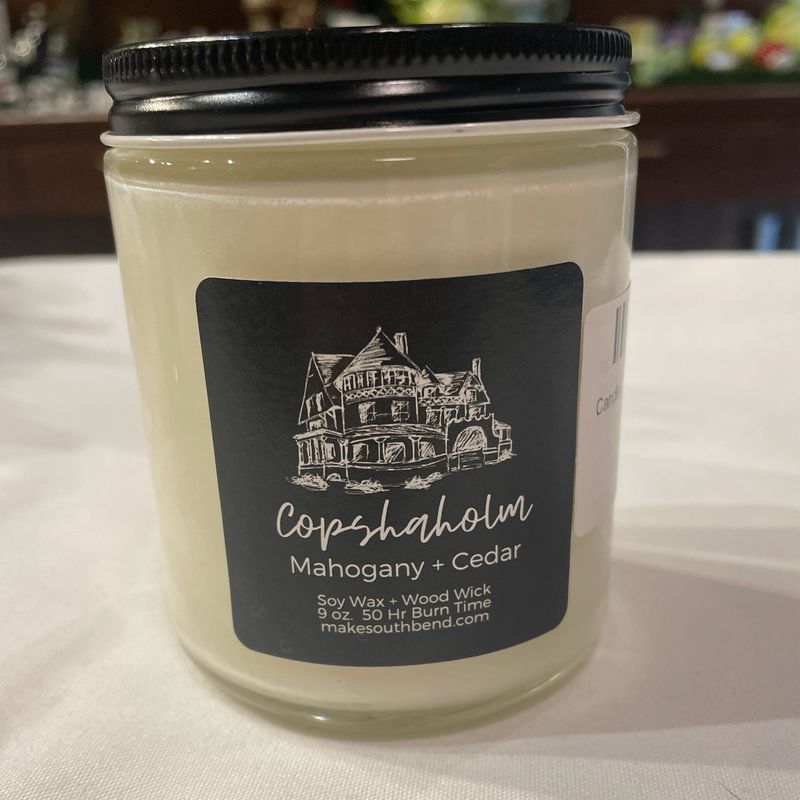 Copshaholm
Mahogany + Cedar
Soy Wax + Wood Wick
9 oz. 50 Hr Burn Time
makesouthbend.com